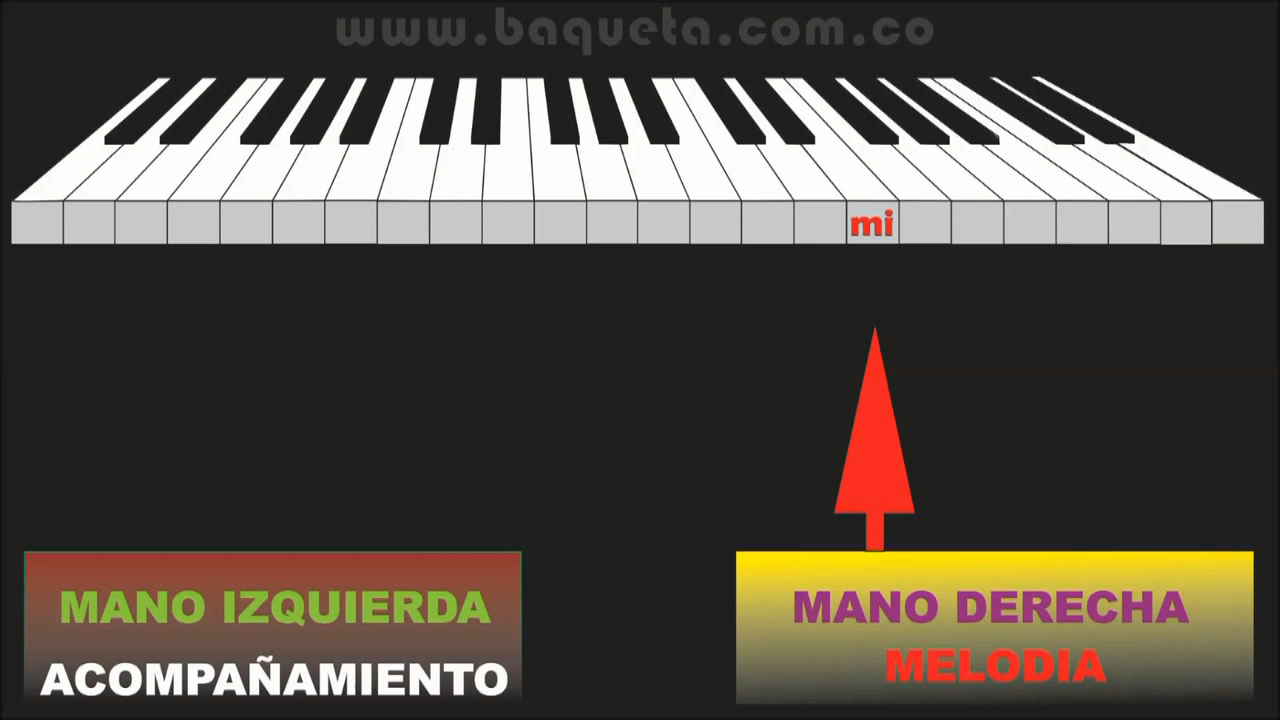 www.baqueta.com.co
mi
MANO IZQUIERDA
ACOMPAÑAMIENTO
MANO DERECHA
MELODIA